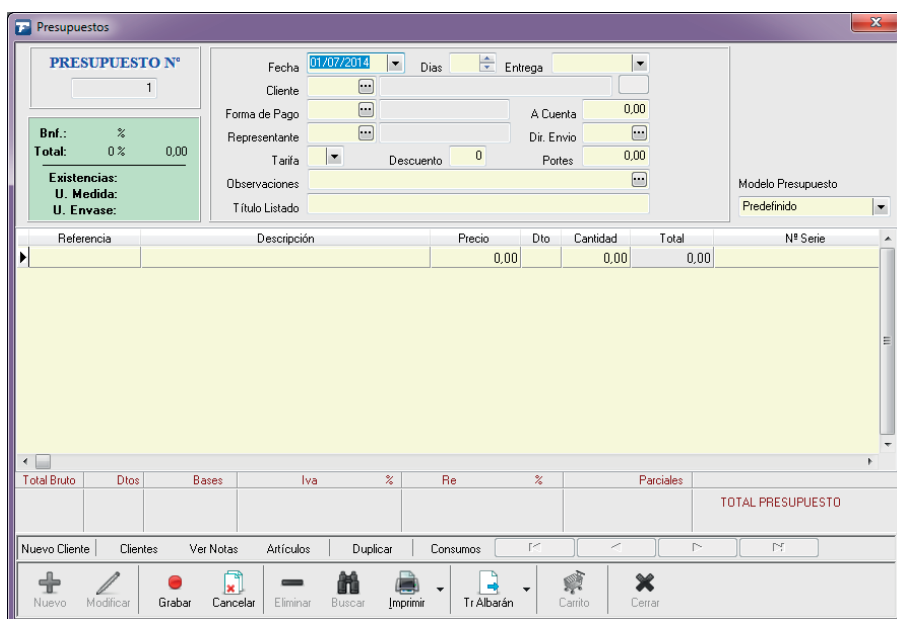 Presupuestos
PRESUPUESTO Nº
1
Bnf.: %
Total: 0 % 0,00
Existencias:
U. Medida:
U. Envase:
Fecha 01/07/2014 Dias Entrega
Cliente
Forma de Pago A Cuenta 0,00
Representante Dir. Envio
Tarifa Descuento 0 Portes 0,00
Observaciones
Título Listado
Modelo Presupuesto
Predefinido
Referencia Descripción Precio Dto Cantidad Total Nº Serie
0,00 0,00 0,00
Total Bruto Dtos Bases Iva % Re % Parciales
TOTAL PRESUPUESTO
Nuevo Cliente Clientes Ver Notas Artículos Duplicar Consumos
Nuevo Modificar Grabar Cancelar Eliminar Buscar Imprimir Tr Albarán Carrito Cerrar